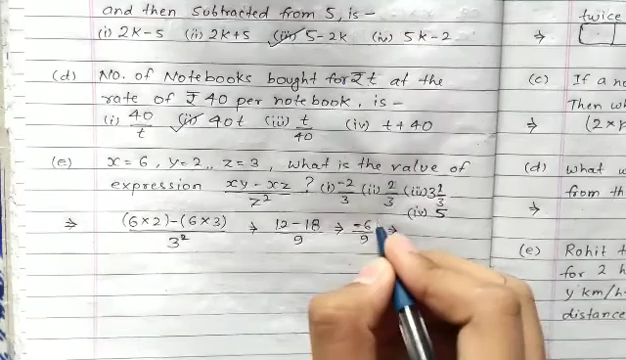 and then subtracted from 5, is -
(i) 2K-5 (ii) 2K+5 (iii) 5-2K (iv) 5K-2
(d) No. of Notebooks bought for ₹ t at the
rate of ₹ 40 per notebook, is -
(i) 40/t (ii) 40t (iii) t/40 (iv) t+40
(e) x=6, y=2, z=3, what is the value of
expression xy-xz/z² ? (i) -2/3 (ii) 2/3 (iii) 3 1/3
(iv) 5
⇒ (6×2)-(6×3)/3² ⇒ 12-18/9 ⇒ -6/9 ⇒
twice
⇒
(c) If a
Then
⇒ (2×
(d) what
from th
⇒
(e) Rohit
for 2 h
y km/h
distance